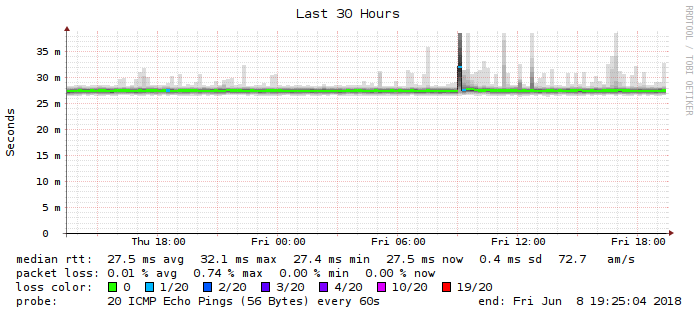 Last 30 Hours
RRDTOOL / TOBI OETIKER
Seconds
35 m
30 m
25 m
20 m
15 m
10 m
5 m
0
Thu 18:00 Fri 00:00 Fri 06:00 Fri 12:00 Fri 18:00
median rtt: 27.5 ms avg 32.1 ms max 27.4 ms min 27.5 ms now 0.4 ms sd 72.7 am/s
packet loss: 0.01 % avg 0.74 % max 0.00 % min 0.00 % now
loss color: 0 1/20 2/20 3/20 4/20 10/20 19/20
probe: 20 ICMP Echo Pings (56 Bytes) every 60s end: Fri Jun 8 19:25:04 2018